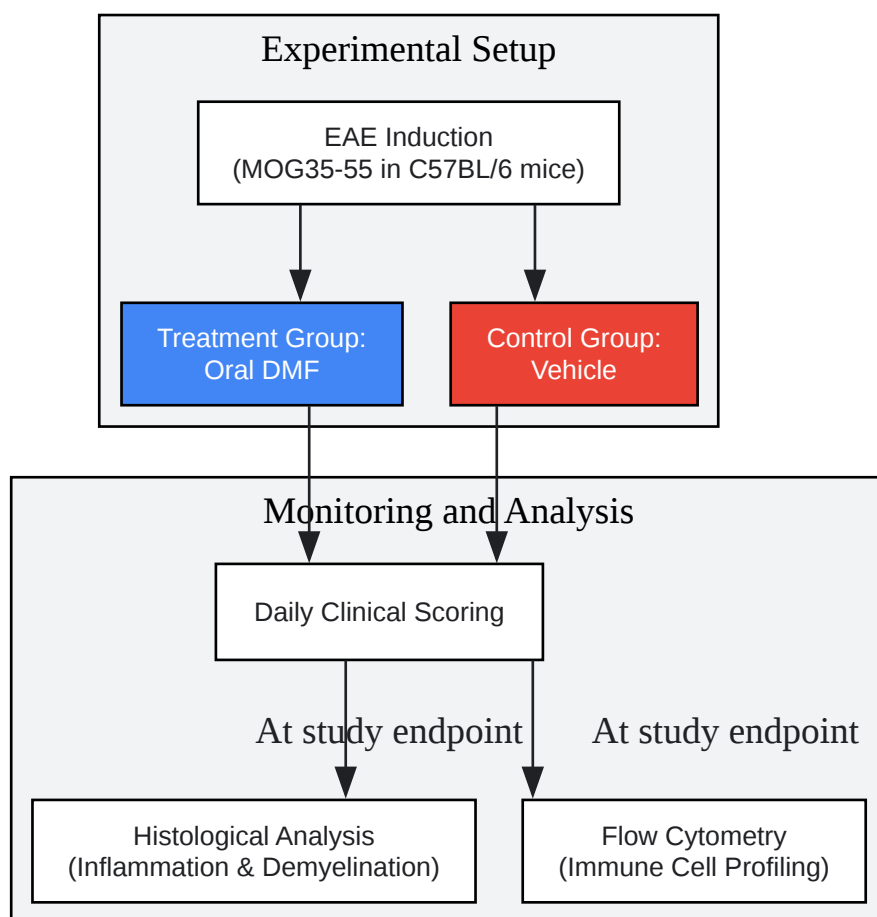 Experimental Setup
EAE Induction
(MOG35-55 in C57BL/6 mice)
Treatment Group:
Oral DMF
Control Group:
Vehicle
Monitoring and Analysis
Daily Clinical Scoring
At study endpoint
At study endpoint
Histological Analysis
(Inflammation & Demyelination)
Flow Cytometry
(Immune Cell Profiling)